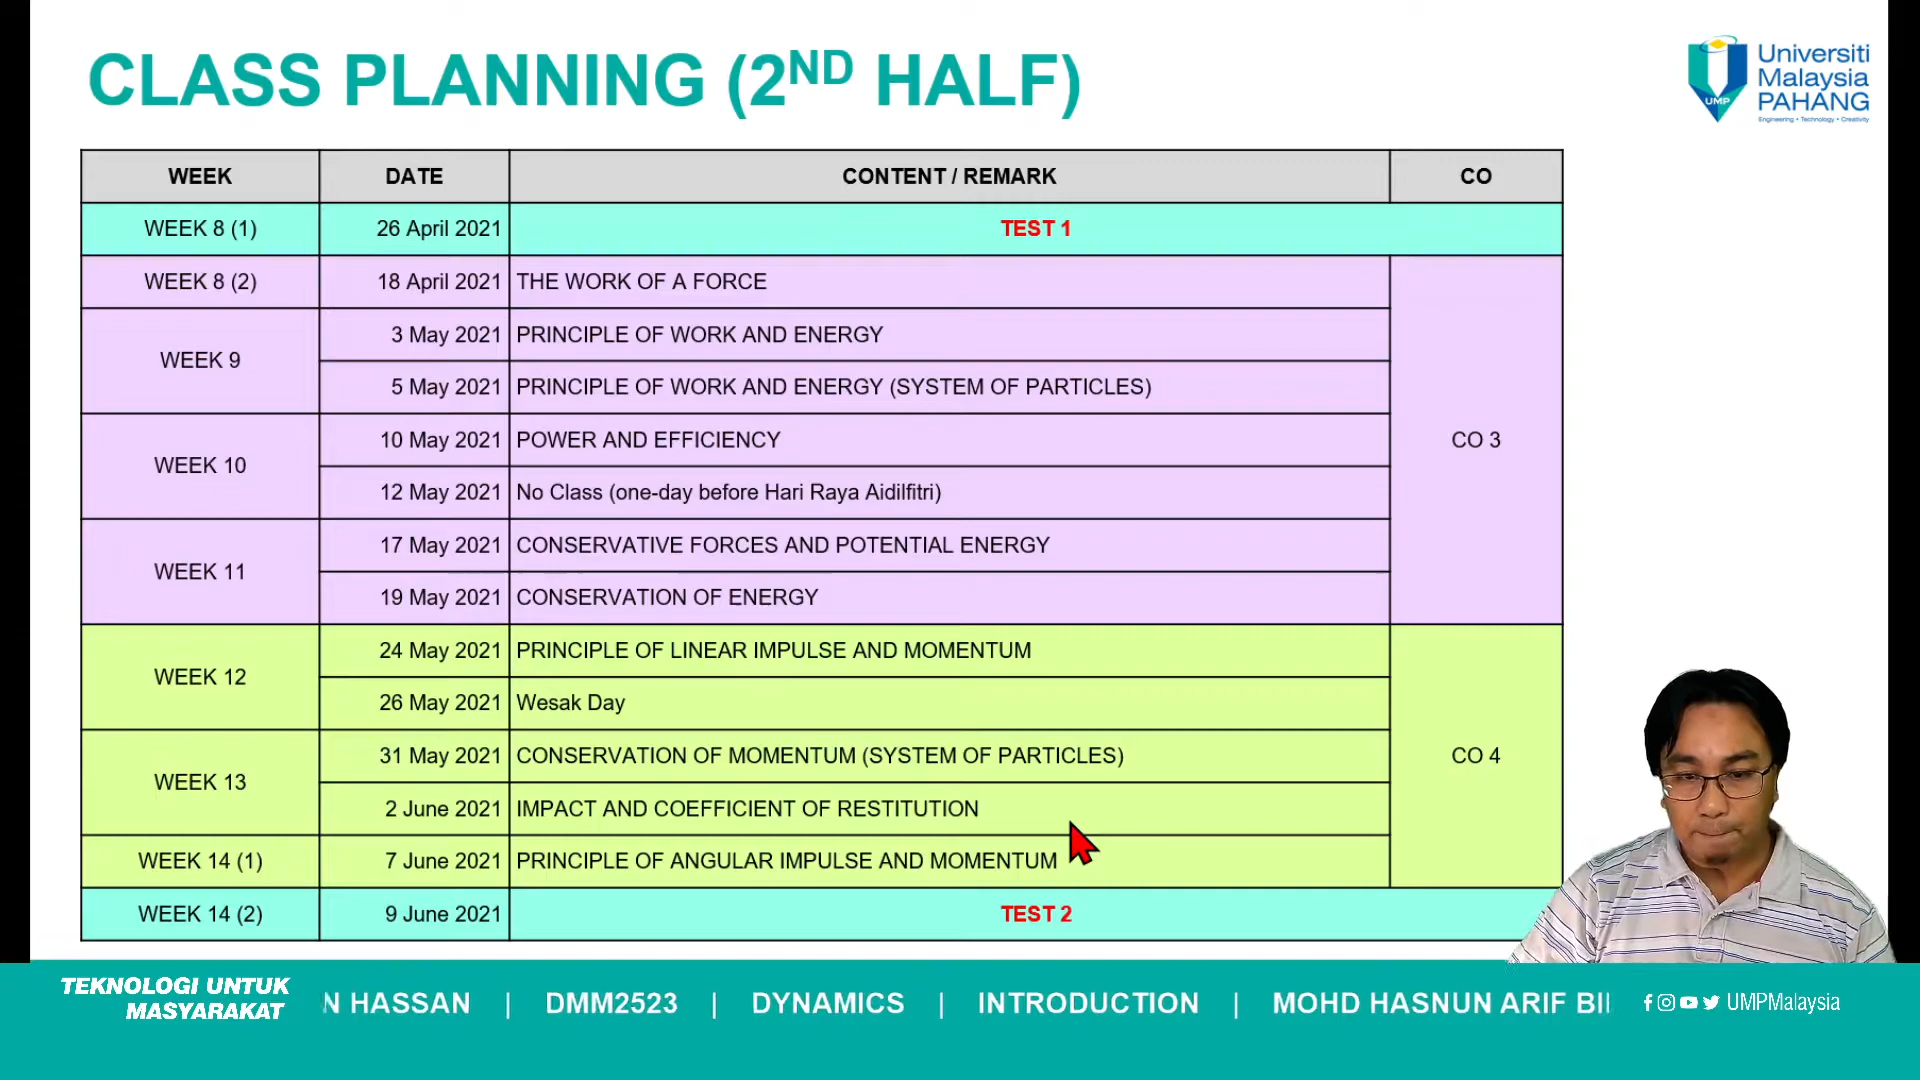 CLASS PLANNING (2ND HALF)
UMP
Universiti
Malaysia
PAHANG
Engineering • Technology • Creativity
WEEK DATE CONTENT / REMARK CO
WEEK 8 (1) 26 April 2021 TEST 1
WEEK 8 (2) 18 April 2021 THE WORK OF A FORCE
WEEK 9 3 May 2021 PRINCIPLE OF WORK AND ENERGY
5 May 2021 PRINCIPLE OF WORK AND ENERGY (SYSTEM OF PARTICLES)
CO 3
WEEK 10 10 May 2021 POWER AND EFFICIENCY
12 May 2021 No Class (one-day before Hari Raya Aidilfitri)
WEEK 11 17 May 2021 CONSERVATIVE FORCES AND POTENTIAL ENERGY
19 May 2021 CONSERVATION OF ENERGY
WEEK 12 24 May 2021 PRINCIPLE OF LINEAR IMPULSE AND MOMENTUM
26 May 2021 Wesak Day
CO 4
WEEK 13 31 May 2021 CONSERVATION OF MOMENTUM (SYSTEM OF PARTICLES)
2 June 2021 IMPACT AND COEFFICIENT OF RESTITUTION
WEEK 14 (1) 7 June 2021 PRINCIPLE OF ANGULAR IMPULSE AND MOMENTUM
WEEK 14 (2) 9 June 2021 TEST 2
TEKNOLOGI UNTUK
MASYARAKAT
N HASSAN | DMM2523 | DYNAMICS | INTRODUCTION | MOHD HASNUN ARIF BI
UMPMalaysia